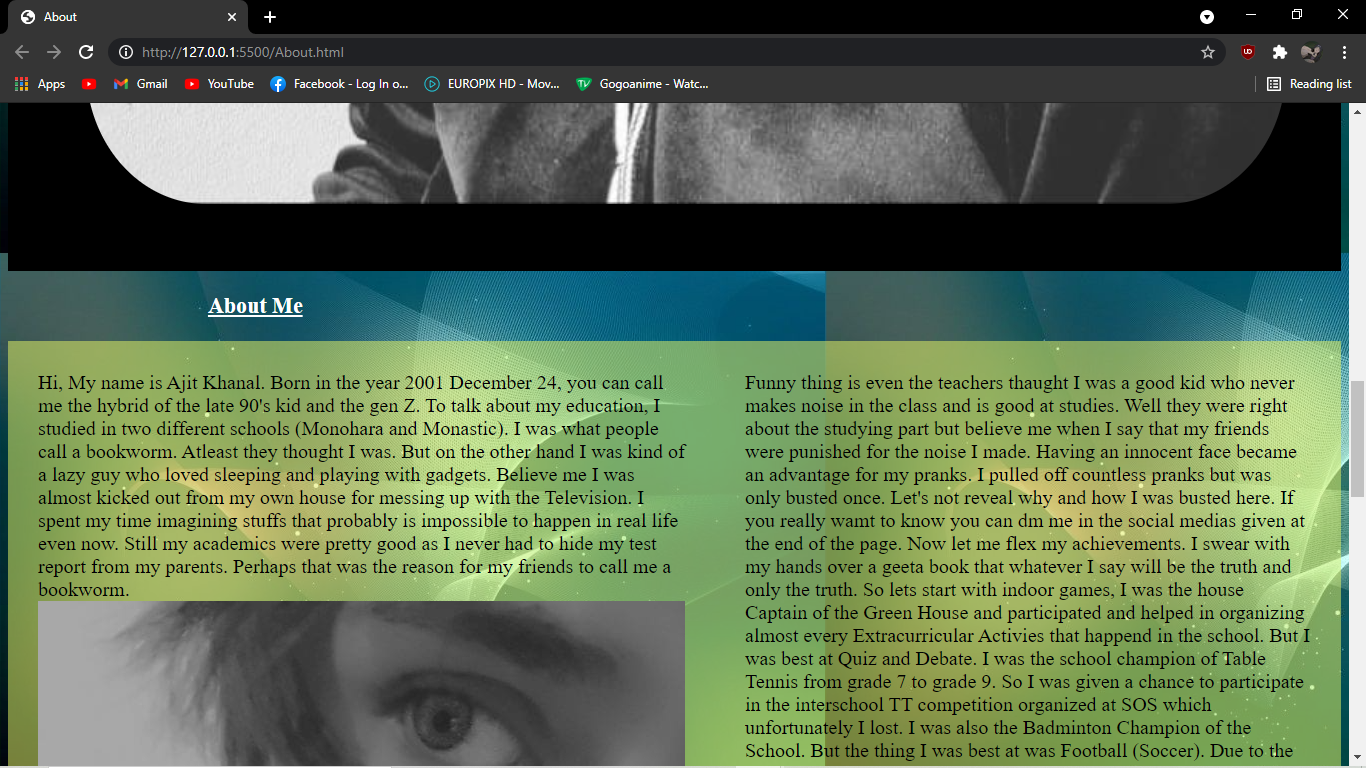 About
http://127.0.0.1:5500/About.html
Apps
Gmail
YouTube
Facebook - Log In o...
EUROPIX HD - Mov...
Gogoanime - Watc...
Reading list
About Me
Hi, My name is Ajit Khanal. Born in the year 2001 December 24, you can call
me the hybrid of the late 90's kid and the gen Z. To talk about my education, I
studied in two different schools (Monohara and Monastic). I was what people
call a bookworm. Atleast they thought I was. But on the other hand I was kind of
a lazy guy who loved sleeping and playing with gadgets. Believe me I was
almost kicked out from my own house for messing up with the Television. I
spent my time imagining stuffs that probably is impossible to happen in real life
even now. Still my academics were pretty good as I never had to hide my test
report from my parents. Perhaps that was the reason for my friends to call me a
bookworm.
Funny thing is even the teachers thaught I was a good kid who never
makes noise in the class and is good at studies. Well they were right
about the studying part but believe me when I say that my friends
were punished for the noise I made. Having an innocent face became
an advantage for my pranks. I pulled off countless pranks but was
only busted once. Let's not reveal why and how I was busted here. If
you really wamt to know you can dm me in the social medias given at
the end of the page. Now let me flex my achievements. I swear with
my hands over a geeta book that whatever I say will be the truth and
only the truth. So lets start with indoor games, I was the house
Captain of the Green House and participated and helped in organizing
almost every Extracurricular Activies that happend in the school. But I
was best at Quiz and Debate. I was the school champion of Table
Tennis from grade 7 to grade 9. So I was given a chance to participate
in the interschool TT competition organized at SOS which
unfortunately I lost. I was also the Badminton Champion of the
School. But the thing I was best at was Football (Soccer). Due to the